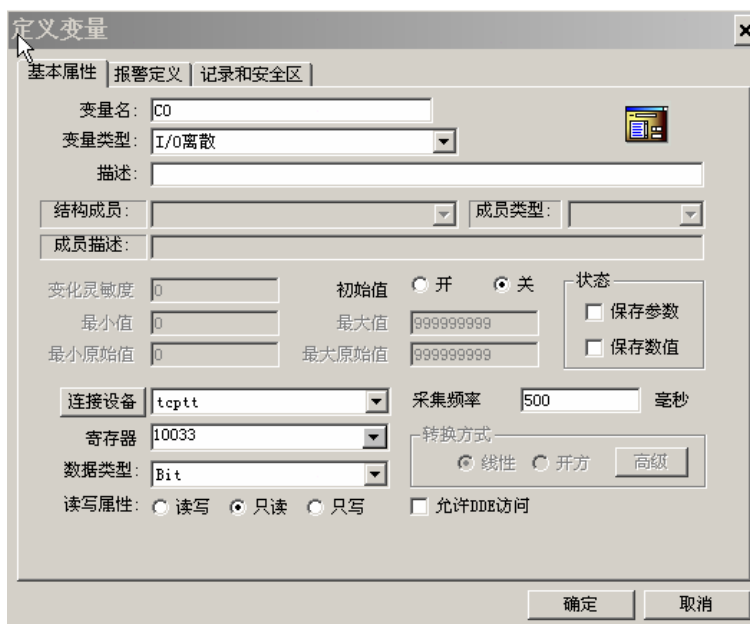 定义变量
基本属性 报警定义 记录和安全区
变量名: C0
变量类型: I/O离散
描述:
结构成员: 成员类型:
成员描述:
变化灵敏度 0 初始值 开 关 状态
最小值 0 最大值 999999999 保存参数
最小原始值 0 最大原始值 999999999 保存数值
连接设备 tcptt 采集频率 500 毫秒
寄存器 10033 转换方式
数据类型: Bit 线性 开方 高级
读写属性: 读写 只读 只写 允许DDE访问
确定 取消